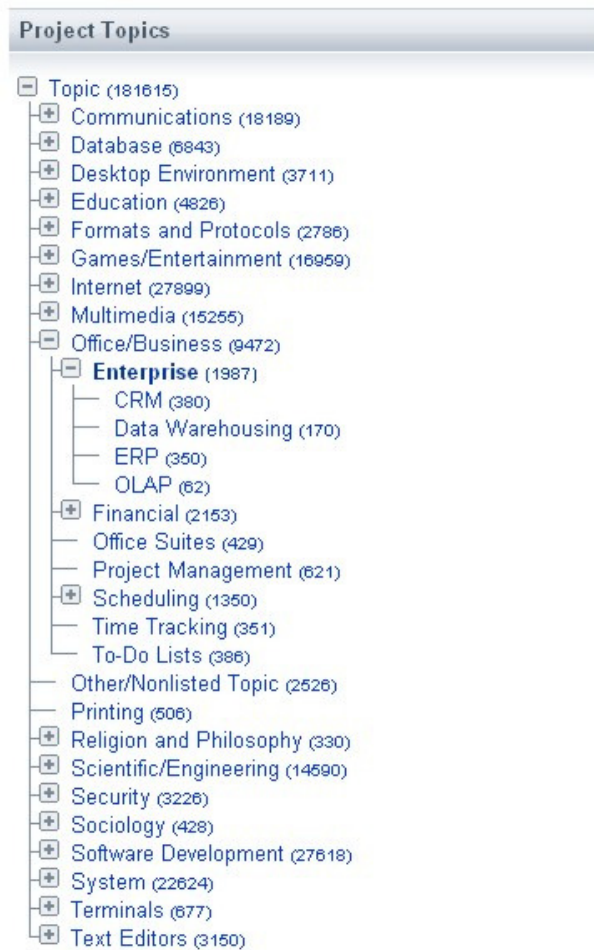 Project Topics
Topic (181615)
Communications (18189)
Database (6843)
Desktop Environment (3711)
Education (4826)
Formats and Protocols (2786)
Games/Entertainment (16959)
Internet (27899)
Multimedia (15255)
Office/Business (9472)
Enterprise (1987)
CRM (380)
Data Warehousing (170)
ERP (350)
OLAP (62)
Financial (2153)
Office Suites (429)
Project Management (621)
Scheduling (1350)
Time Tracking (351)
To-Do Lists (386)
Other/Nonlisted Topic (2526)
Printing (506)
Religion and Philosophy (330)
Scientific/Engineering (14590)
Security (3226)
Sociology (428)
Software Development (27618)
System (22624)
Terminals (677)
Text Editors (3150)